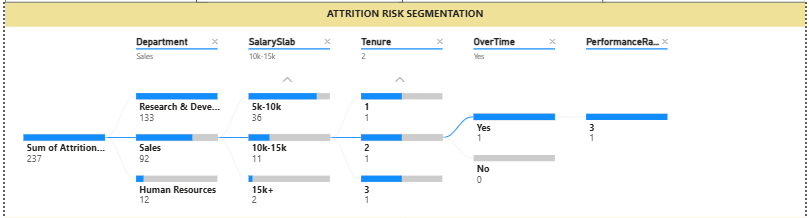 ATTRITION RISK SEGMENTATION
Department × SalarySlab × Tenure × OverTime × PerformanceRa... ×
Sales 10k-15k 2 Yes
Research & Deve... 5k-10k 1
133 36 1
Yes 3
1 1
Sum of Attrition... Sales 10k-15k 2
237 92 11 1
No
0
Human Resources 15k+ 3
12 2 1